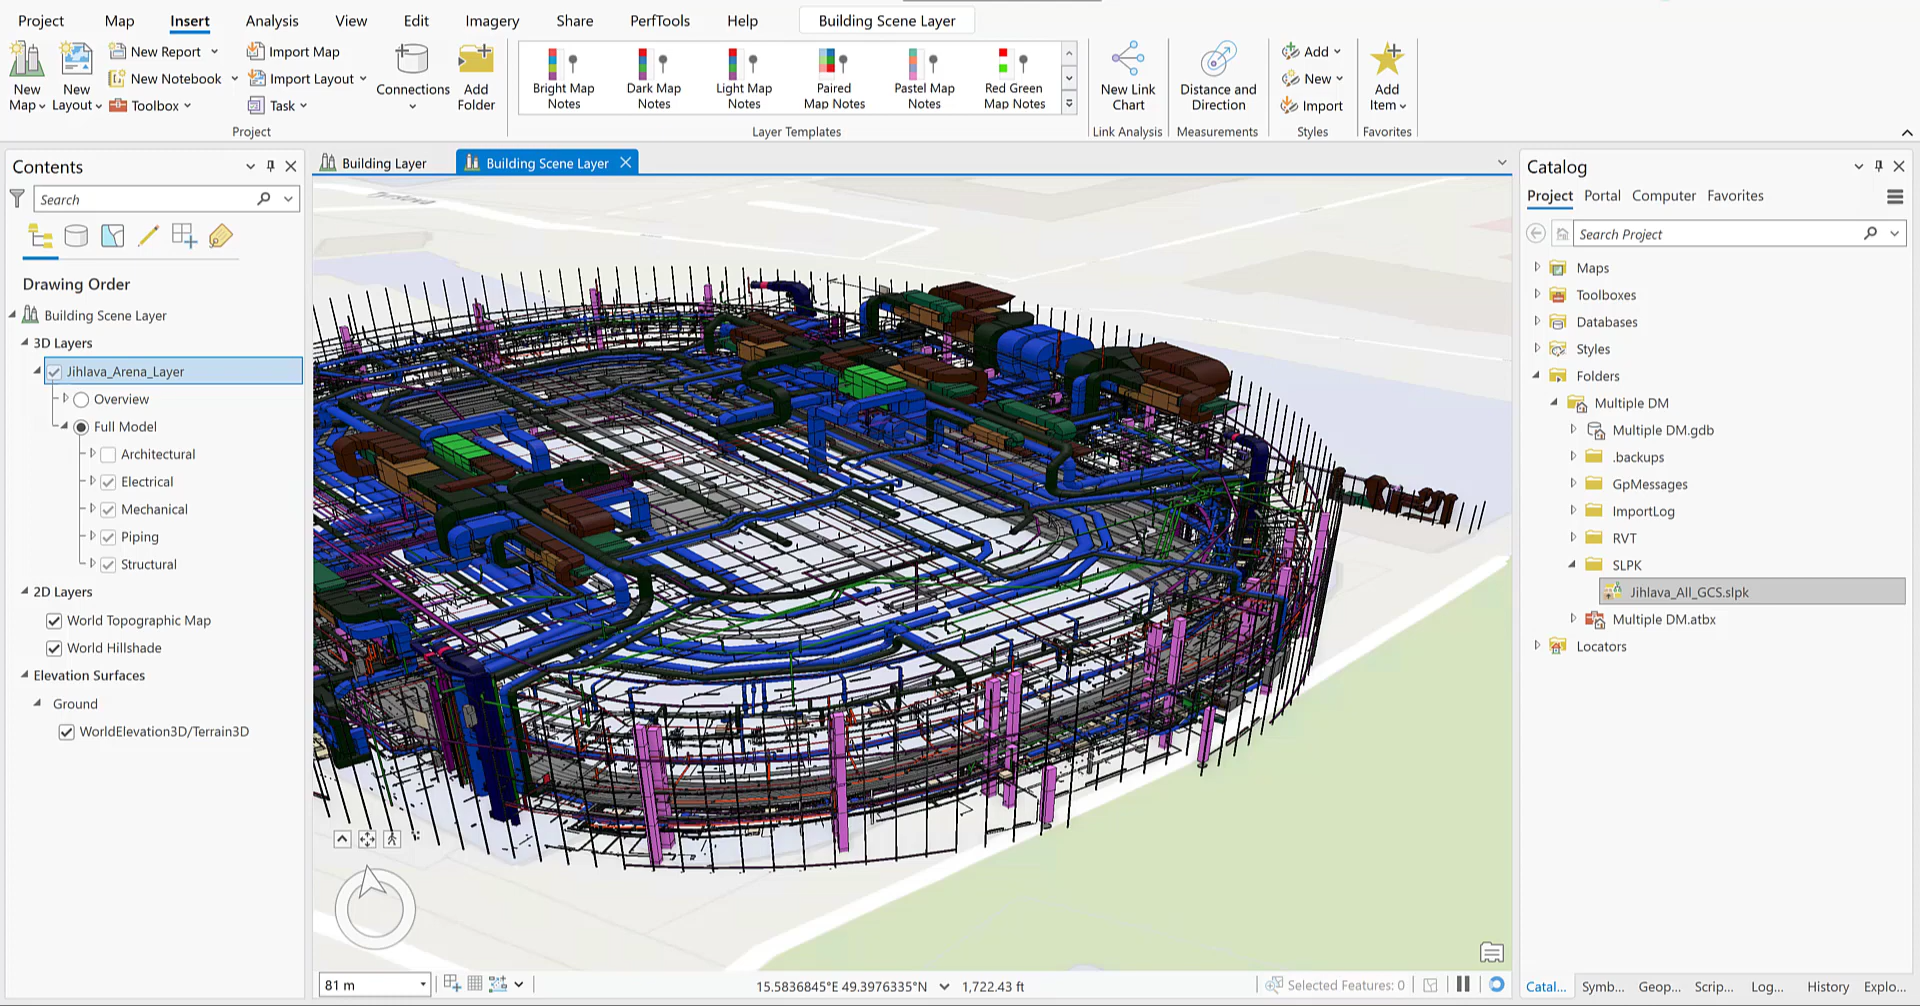 Project Map Insert Analysis View Edit Imagery Share PerfTools Help Building Scene Layer
New Map
New Layout
New Report
New Notebook
Toolbox
Import Map
Import Layout
Task
Connections
Add Folder
Project
Bright Map Notes
Dark Map Notes
Light Map Notes
Paired Map Notes
Pastel Map Notes
Red Green Map Notes
Layer Templates
New Link Chart
Link Analysis
Distance and Direction
Measurements
Add
New
Import
Styles
Add Item
Favorites
Contents
Search
Drawing Order
Building Scene Layer
3D Layers
Jihlava_Arena_Layer
Overview
Full Model
Architectural
Electrical
Mechanical
Piping
Structural
2D Layers
World Topographic Map
World Hillshade
Elevation Surfaces
Ground
WorldElevation3D/Terrain3D
Building Layer
Building Scene Layer
81 m
15.5836845°E 49.3976335°N
1,722.43 ft
Selected Features: 0
Catalog
Project Portal Computer Favorites
Search Project
Maps
Toolboxes
Databases
Styles
Folders
Multiple DM
Multiple DM.gdb
.backups
GpMessages
ImportLog
RVT
SLPK
Jihlava_All_GCS.slpk
Multiple DM.atbx
Locators
Catal... Symb... Geop... Scrip... Log... History Explo...